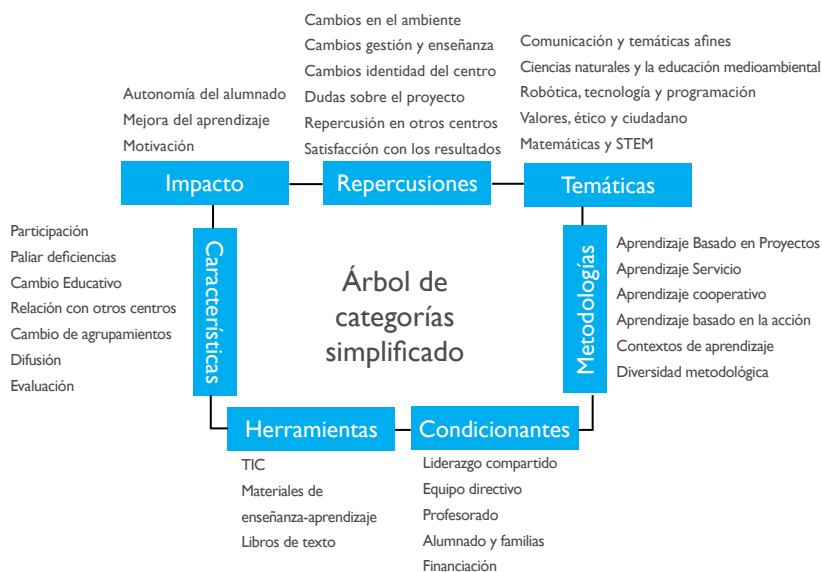 Cambios en el ambiente
Cambios gestión y enseñanza
Cambios identidad del centro
Dudas sobre el proyecto
Repercusión en otros centros
Satisfacción con los resultados
Comunicación y temáticas afines
Ciencias naturales y la educación medioambiental
Robótica, tecnología y programación
Valores, ético y ciudadano
Matemáticas y STEM
Autonomía del alumnado
Mejora del aprendizaje
Motivación
Impacto
Repercusiones
Temáticas
Participación
Paliar deficiencias
Cambio Educativo
Relación con otros centros
Cambio de agrupamientos
Difusión
Evaluación
Características
Árbol de
categorías
simplificado
Metodologías
Aprendizaje Basado en Proyectos
Aprendizaje Servicio
Aprendizaje cooperativo
Aprendizaje basado en la acción
Contextos de aprendizaje
Diversidad metodológica
Herramientas
Condicionantes
TIC
Materiales de
enseñanza-aprendizaje
Libros de texto
Liderazgo compartido
Equipo directivo
Profesorado
Alumnado y familias
Financiación